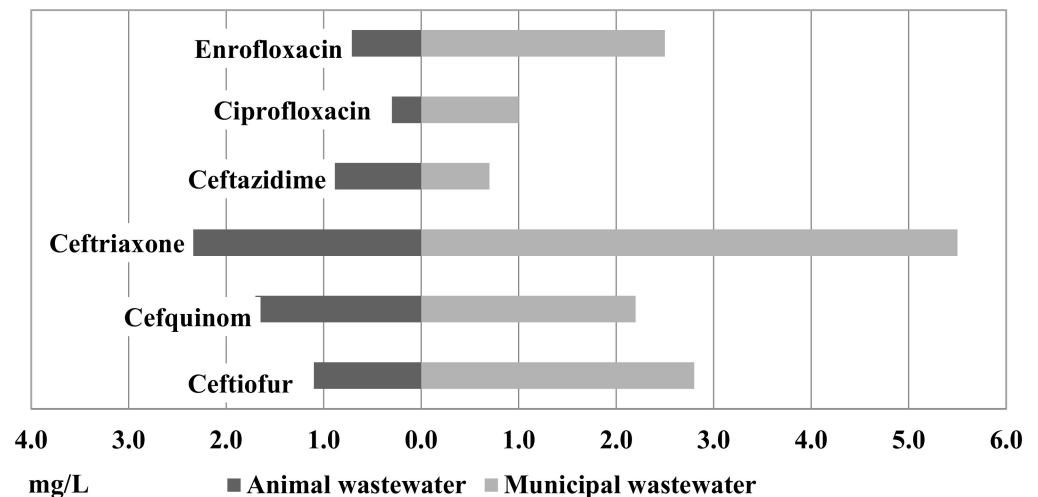 Enrofloxacin
Ciprofloxacin
Ceftazidime
Ceftriaxone
Cefquinom
Ceftiofur
4.0 3.0 2.0 1.0 0.0 1.0 2.0 3.0 4.0 5.0 6.0
mg/L Animal wastewater Municipal wastewater